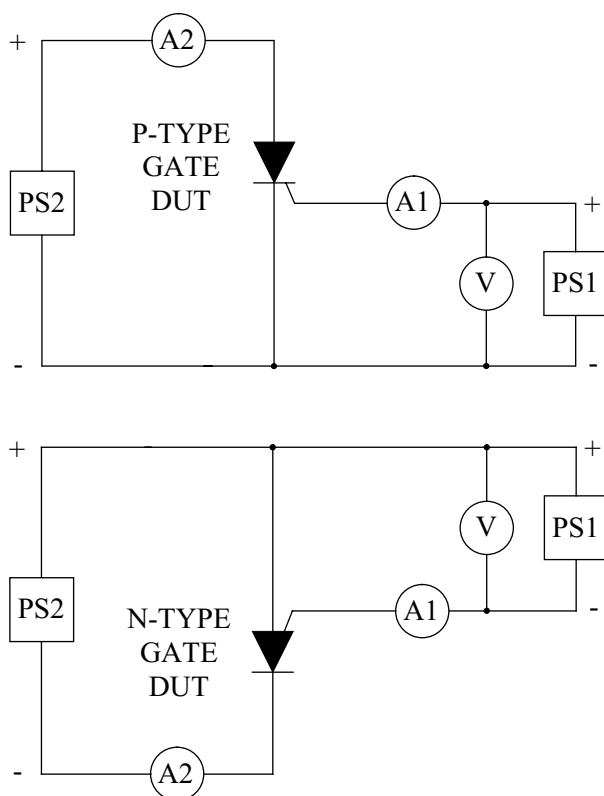 +
A2
P-TYPE
GATE
DUT
PS2
A1
+
V
PS1
-
-
+
+
V
PS1
PS2
N-TYPE
GATE
DUT
A1
-
-
A2